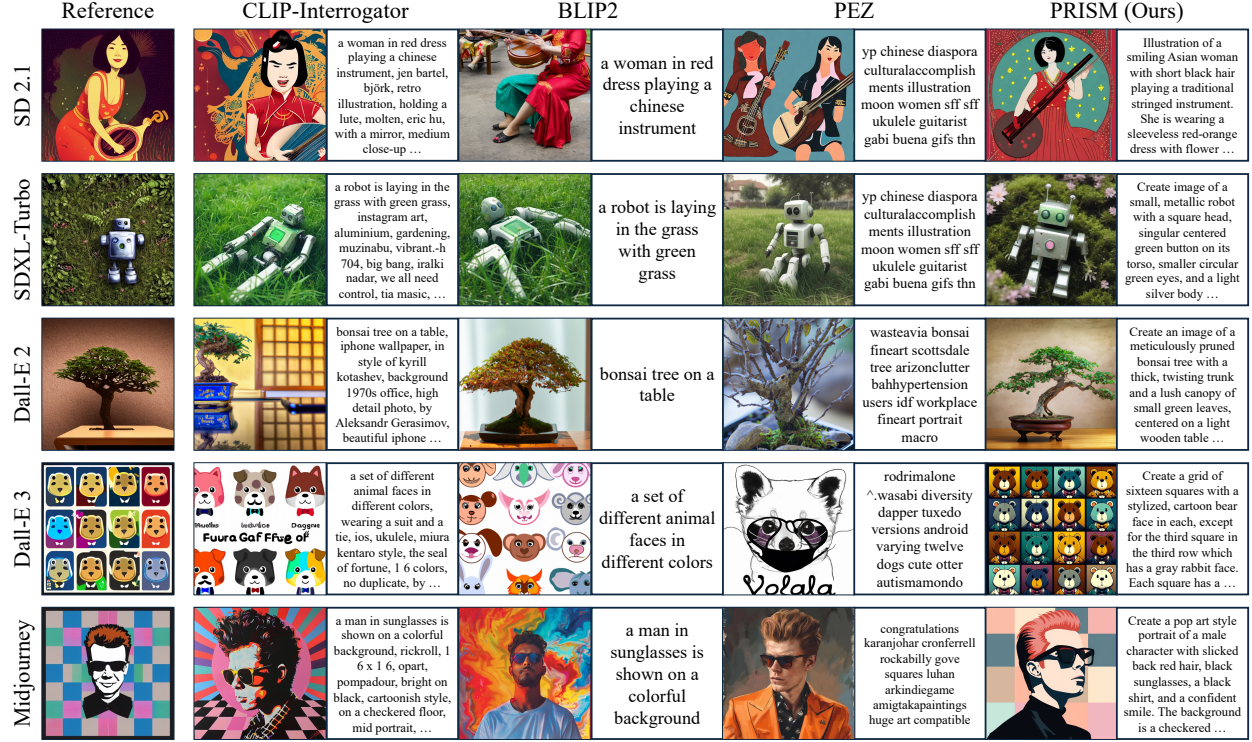 Reference
CLIP-Interrogator
BLIP2
PEZ
PRISM (Ours)
SD 2.1
a woman in red dress
playing a chinese
instrument, jen bartel,
björk, retro
illustration, holding a
lute, molten, eric hu,
with a mirror, medium
close-up …
a woman in red
dress playing a
chinese
instrument
yp chinese diaspora
culturalaccomplish
ments illustration
moon women sff sff
ukulele guitarist
gabi buena gifs thn
Illustration of a
smiling Asian woman
with short black hair
playing a traditional
stringed instrument.
She is wearing a
sleeveless red-orange
dress with flower …
SDXL-Turbo
a robot is laying in the
grass with green grass,
instagram art,
aluminium, gardening,
muzinabu, vibrant.-h
704, big bang, iralki
nadar, we all need
control, tia masic, …
a robot is laying
in the grass
with green
grass
yp chinese diaspora
culturalaccomplish
ments illustration
moon women sff sff
ukulele guitarist
gabi buena gifs thn
Create image of a
small, metallic robot
with a square head,
singular centered
green button on its
torso, smaller circular
green eyes, and a light
silver body …
Dall-E 2
bonsai tree on a table,
iphone wallpaper, in
style of kyrill
kotashev, background
1970s office, high
detail photo, by
Aleksandr Gerasimov,
beautiful iphone …
bonsai tree on a
table
wasteavia bonsai
fineart scottsdale
tree arizonclutter
bahhypertension
users idf workplace
fineart portrait
macro
Create an image of a
meticulously pruned
bonsai tree with a
thick, twisting trunk
and a lush canopy of
small green leaves,
centered on a light
wooden table …
Dall-E 3
Fuura Gaf Ffug of
a set of different
animal faces in
different colors,
wearing a suit and a
tie, ios, ukulele, miura
kentaro style, the seal
of fortune, 1 6 colors,
no duplicate, by …
a set of
different animal
faces in
different colors
Volala
rodrimalone
^.wasabi diversity
dapper tuxedo
versions android
varying twelve
dogs cute otter
autismamondo
Create a grid of
sixteen squares with a
stylized, cartoon bear
face in each, except
for the third square in
the third row which
has a gray rabbit face.
Each square has a …
Midjourney
a man in sunglasses is
shown on a colorful
background, rickroll, 1
6 x 1 6, opart,
pompadour, bright on
black, cartoonish style,
on a checkered floor,
mid portrait, …
a man in
sunglasses is
shown on a
colorful
background
congratulations
karanjohar cronferrell
rockabilly gove
squares luhan
arkindiegame
amigtakapaintings
huge art compatible
Create a pop art style
portrait of a male
character with slicked
back red hair, black
sunglasses, a black
shirt, and a confident
smile. The background
is a checkered …